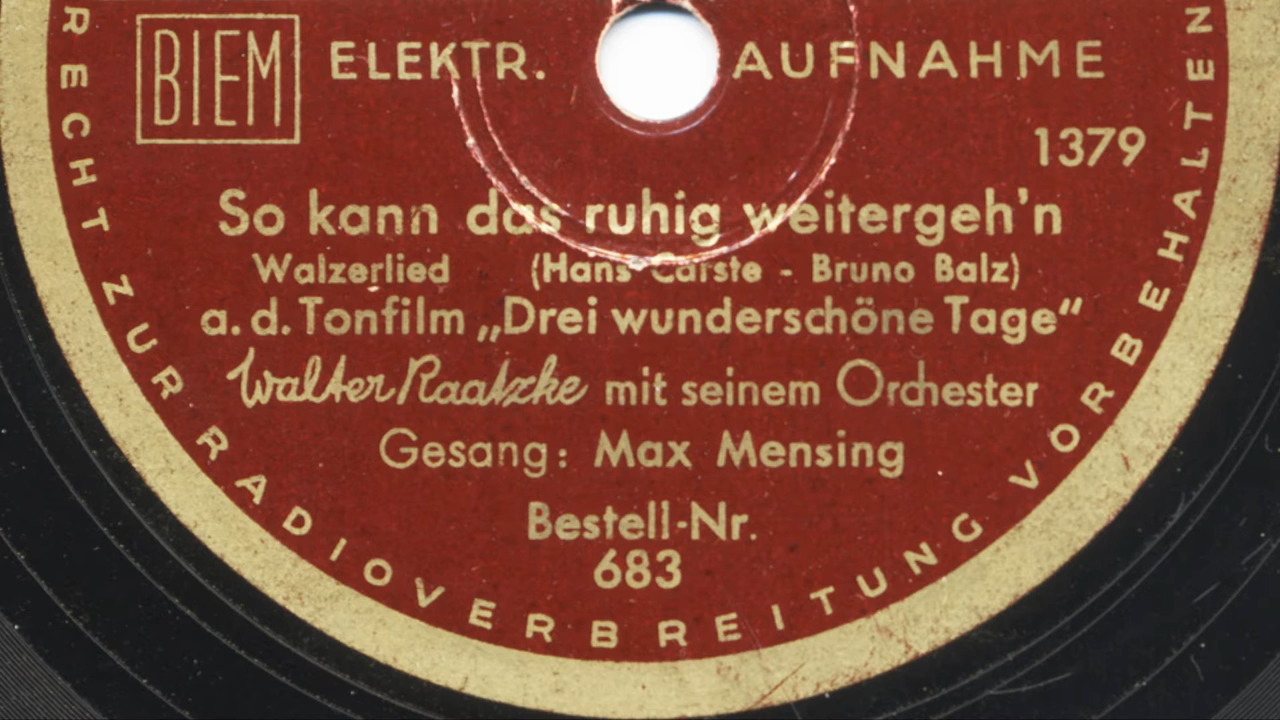 BIEM ELEKTR. AUFNAHME
1379
So kann das ruhig weitergeh'n
Walzerlied (Hans Carste - Bruno Balz)
a. d. Tonfilm „Drei wunderschöne Tage“
Walter Raatzke mit seinem Orchester
Gesang: Max Mensing
Bestell-Nr.
683
RECHT ZUR RADIOVERBREITUNG VORBEHALTEN